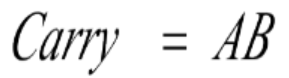 Carry = AB